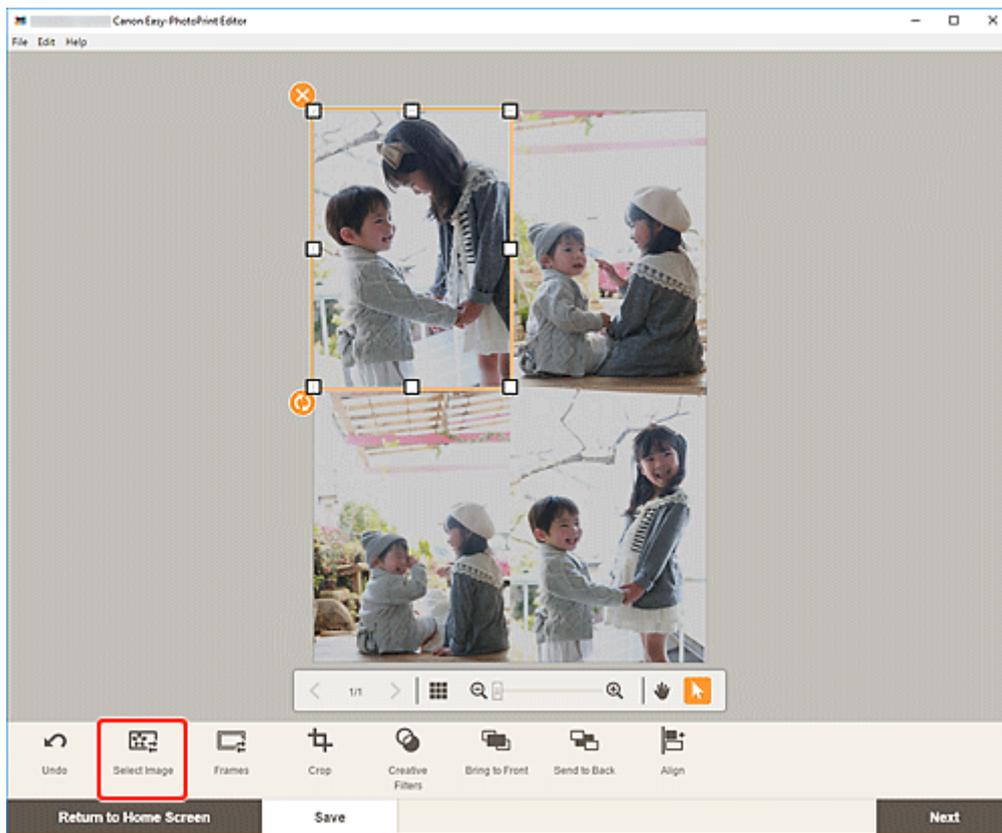 Canon Easy-PhotoPrint Editor
File Edit Help
1/1
Undo
Select Image
Frames
Crop
Creative
Filters
Bring to Front
Send to Back
Align
Return to Home Screen
Save
Next